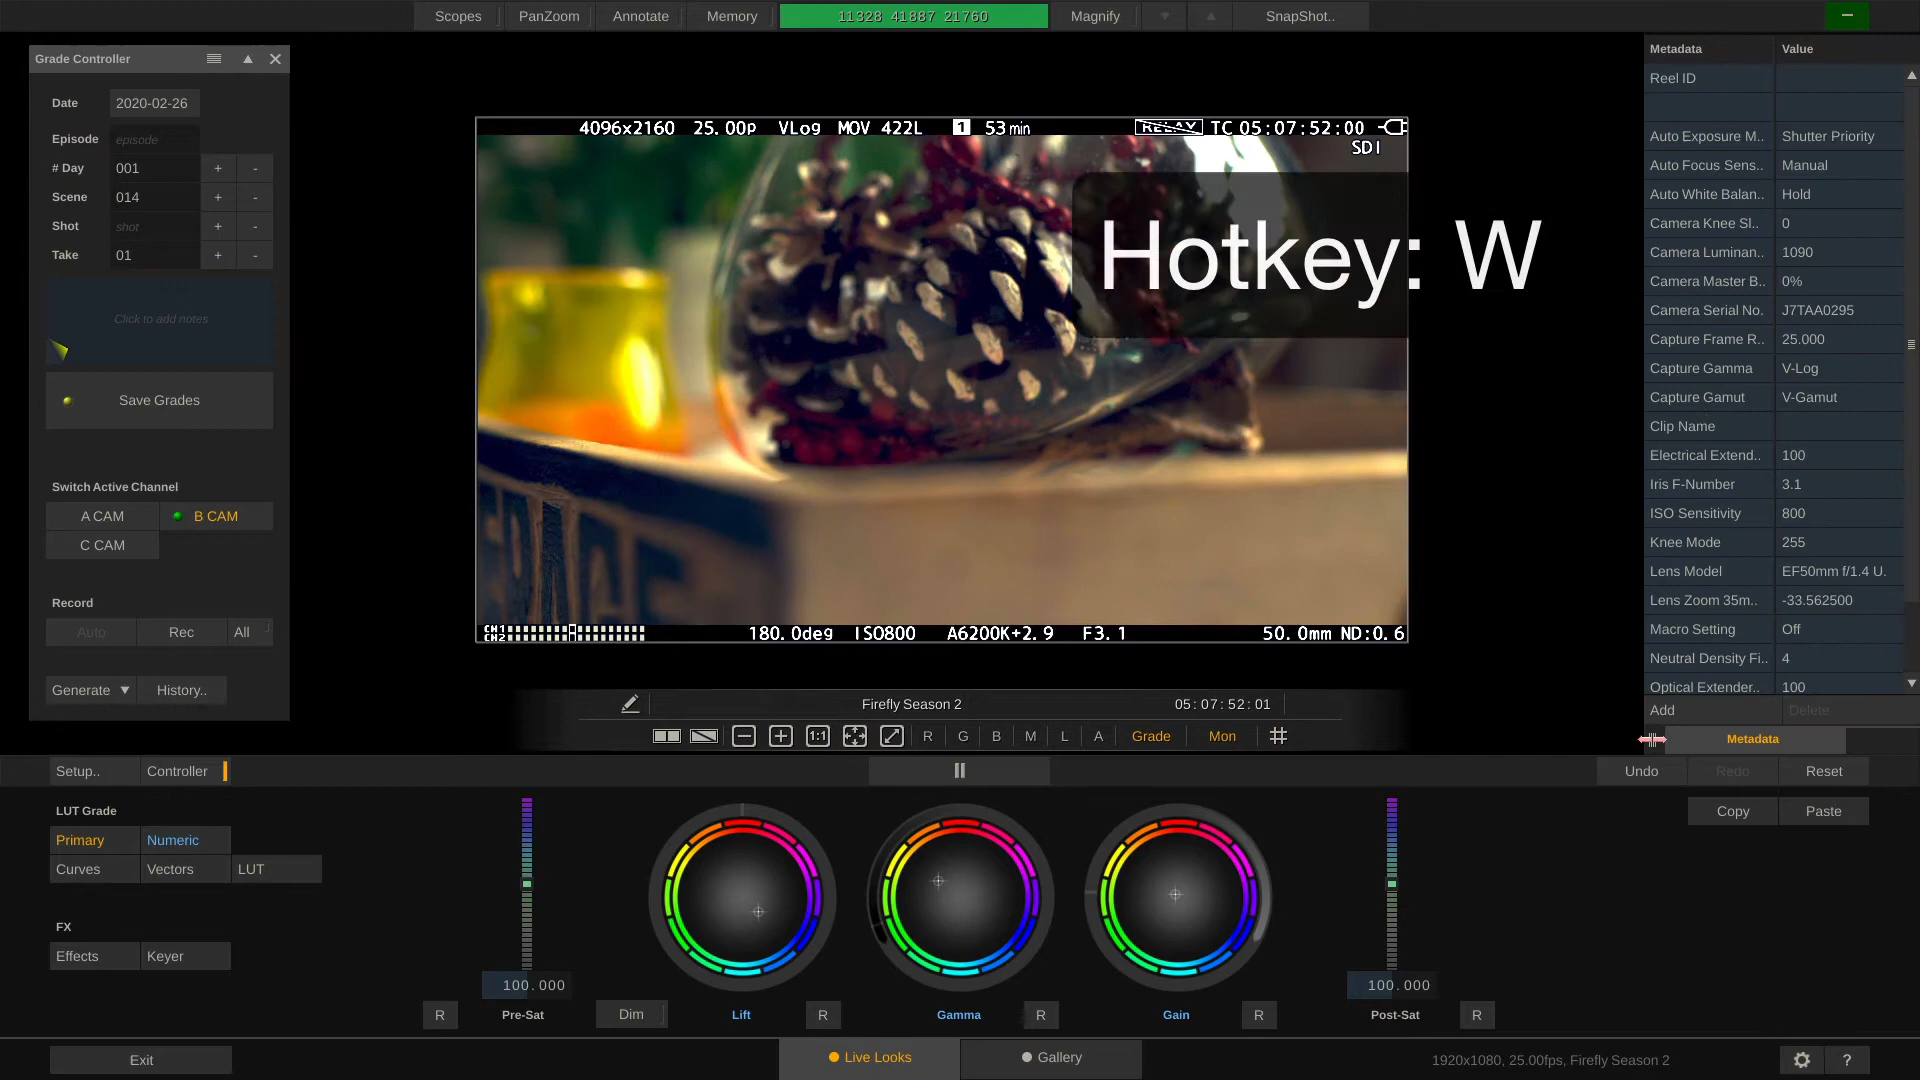 Scopes PanZoom Annotate Memory 11328 41887 21760 Magnify SnapShot..
Grade Controller
Date 2020-02-26
Episode episode
# Day 001 + -
Scene 014 + -
Shot shot + -
Take 01 + -
Click to add notes
Save Grades
Switch Active Channel
A CAM B CAM
C CAM
Record
Auto Rec All
Generate History..
4096x2160 25.00p VLog MOV 422L 1 53min RELAY TC 05:07:52:00
SDI
Hotkey: W
CH1
CH2
180.0deg ISO800 A6200K+2.9 F3.1 50.0mm ND:0.6
Firefly Season 2 05:07:52:01
1:1 R G B M L A Grade Mon
Metadata Value
Reel ID
Auto Exposure M.. Shutter Priority
Auto Focus Sens.. Manual
Auto White Balan.. Hold
Camera Knee Sl.. 0
Camera Luminan.. 1090
Camera Master B.. 0%
Camera Serial No. J7TAA0295
Capture Frame R.. 25.000
Capture Gamma V-Log
Capture Gamut V-Gamut
Clip Name
Electrical Extend.. 100
Iris F-Number 3.1
ISO Sensitivity 800
Knee Mode 255
Lens Model EF50mm f/1.4 U.
Lens Zoom 35m.. -33.562500
Macro Setting Off
Neutral Density Fi.. 4
Optical Extender.. 100
Add Delete
Metadata
Setup.. Controller Undo Redo Reset
Copy Paste
LUT Grade
Primary Numeric
Curves Vectors LUT
FX
Effects Keyer
100.000 100.000
R Pre-Sat Dim Lift R Gamma R Gain R Post-Sat R
Exit Live Looks Gallery 1920x1080, 25.00fps, Firefly Season 2 ?